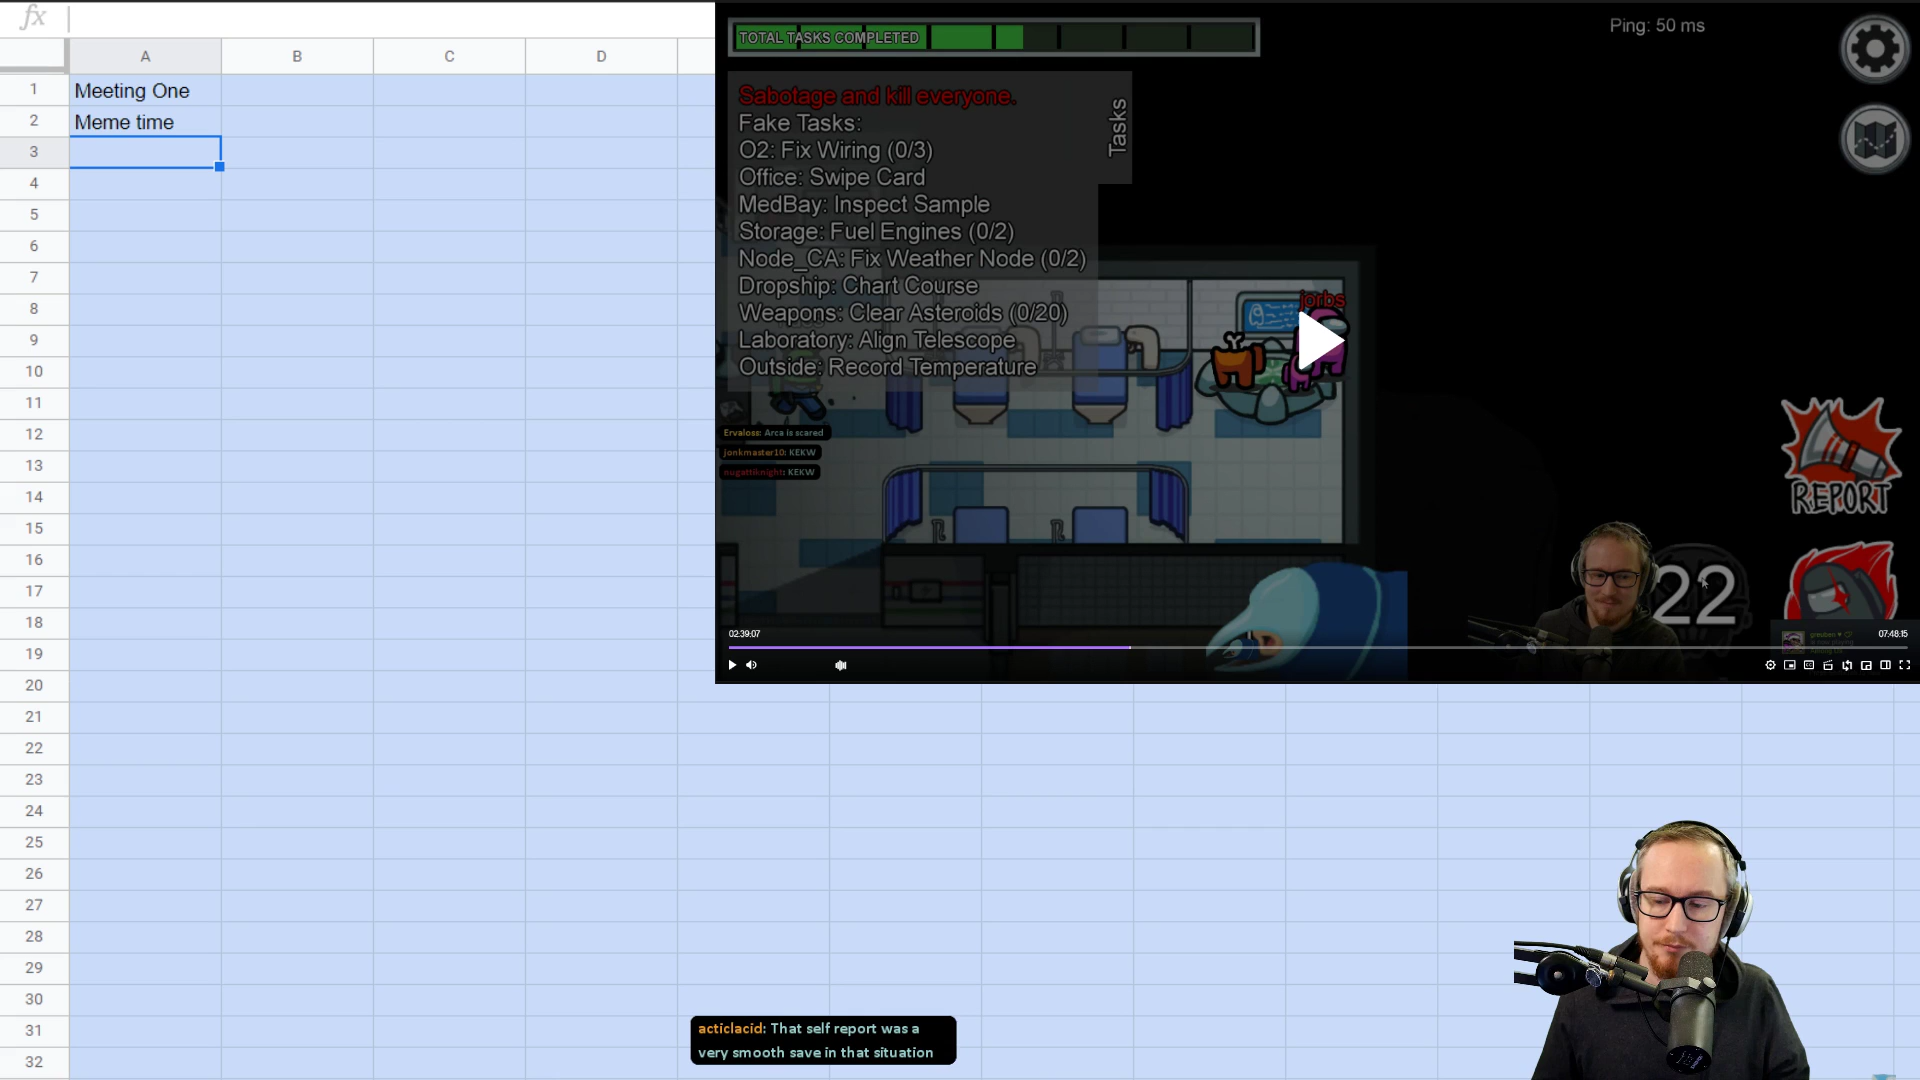 fx
A B C D
1 Meeting One
2 Meme time
3
4
5
6
7
8
9
10
11
12
13
14
15
16
17
18
19
20
21
22
23
24
25
26
27
28
29
30
31
32
TOTAL TASKS COMPLETED
Ping: 50 ms
Sabotage and kill everyone.
Fake Tasks:
O2: Fix Wiring (0/3)
Office: Swipe Card
MedBay: Inspect Sample
Storage: Fuel Engines (0/2)
Node_CA: Fix Weather Node (0/2)
Dropship: Chart Course
Weapons: Clear Asteroids (0/20)
Laboratory: Align Telescope
Outside: Record Temperature
Tasks
jorbs
Ervaloss: Arca is scared
jonkmaster10: KEKW
nugattiknight: KEKW
REPORT
22
02:39:07
07:48:15
acticlacid: That self report was a
very smooth save in that situation